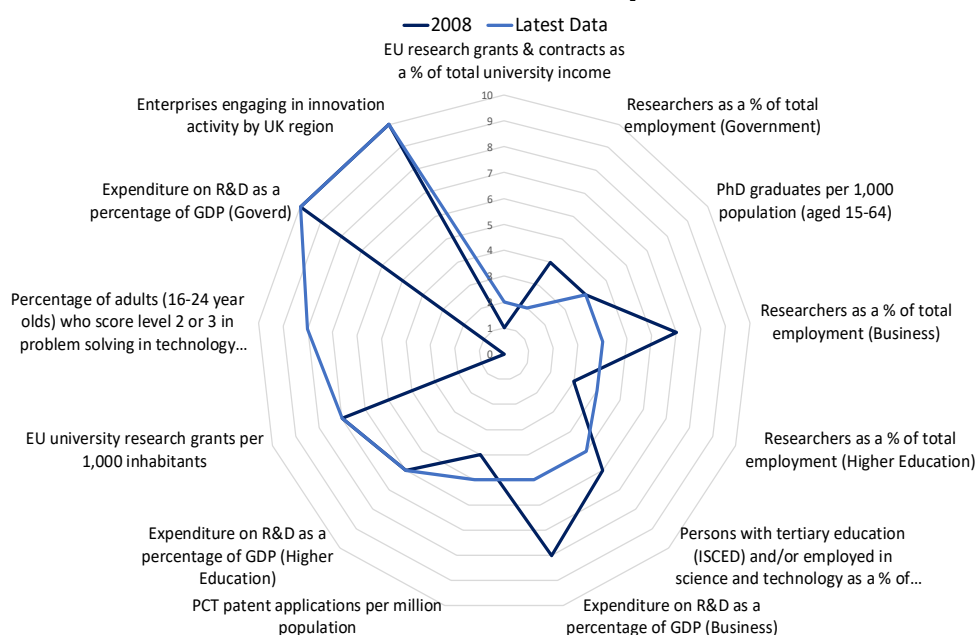 2008 Latest Data
EU research grants & contracts as
a % of total university income
Enterprises engaging in innovation
activity by UK region
Researchers as a % of total
employment (Government)
Expenditure on R&D as a
percentage of GDP (Goverd)
PhD graduates per 1,000
population (aged 15-64)
Percentage of adults (16-24 year
olds) who score level 2 or 3 in
problem solving in technology...
Researchers as a % of total
employment (Business)
EU university research grants per
1,000 inhabitants
Researchers as a % of total
employment (Higher Education)
Expenditure on R&D as a
percentage of GDP (Higher
Education)
Persons with tertiary education
(ISCED) and/or employed in
science and technology as a % of...
PCT patent applications per million
population
Expenditure on R&D as a
percentage of GDP (Business)
10
9
8
7
6
5
4
3
2
1
0